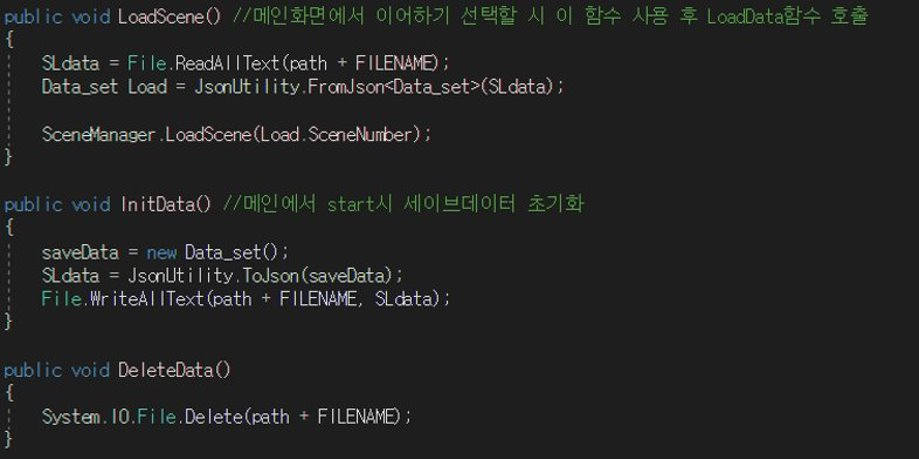 public void LoadScene() //메인화면에서 이어하기 선택할 시 이 함수 사용 후 LoadData함수 호출
{
SLdata = File.ReadAllText(path + FILENAME);
Data_set Load = JsonUtility.FromJson<Data_set>(SLdata);
SceneManager.LoadScene(Load.SceneNumber);
}
public void InitData() //메인에서 start시 세이브데이터 초기화
{
saveData = new Data_set();
SLdata = JsonUtility.ToJson(saveData);
File.WriteAllText(path + FILENAME, SLdata);
}
public void DeleteData()
{
System.IO.File.Delete(path + FILENAME);
}